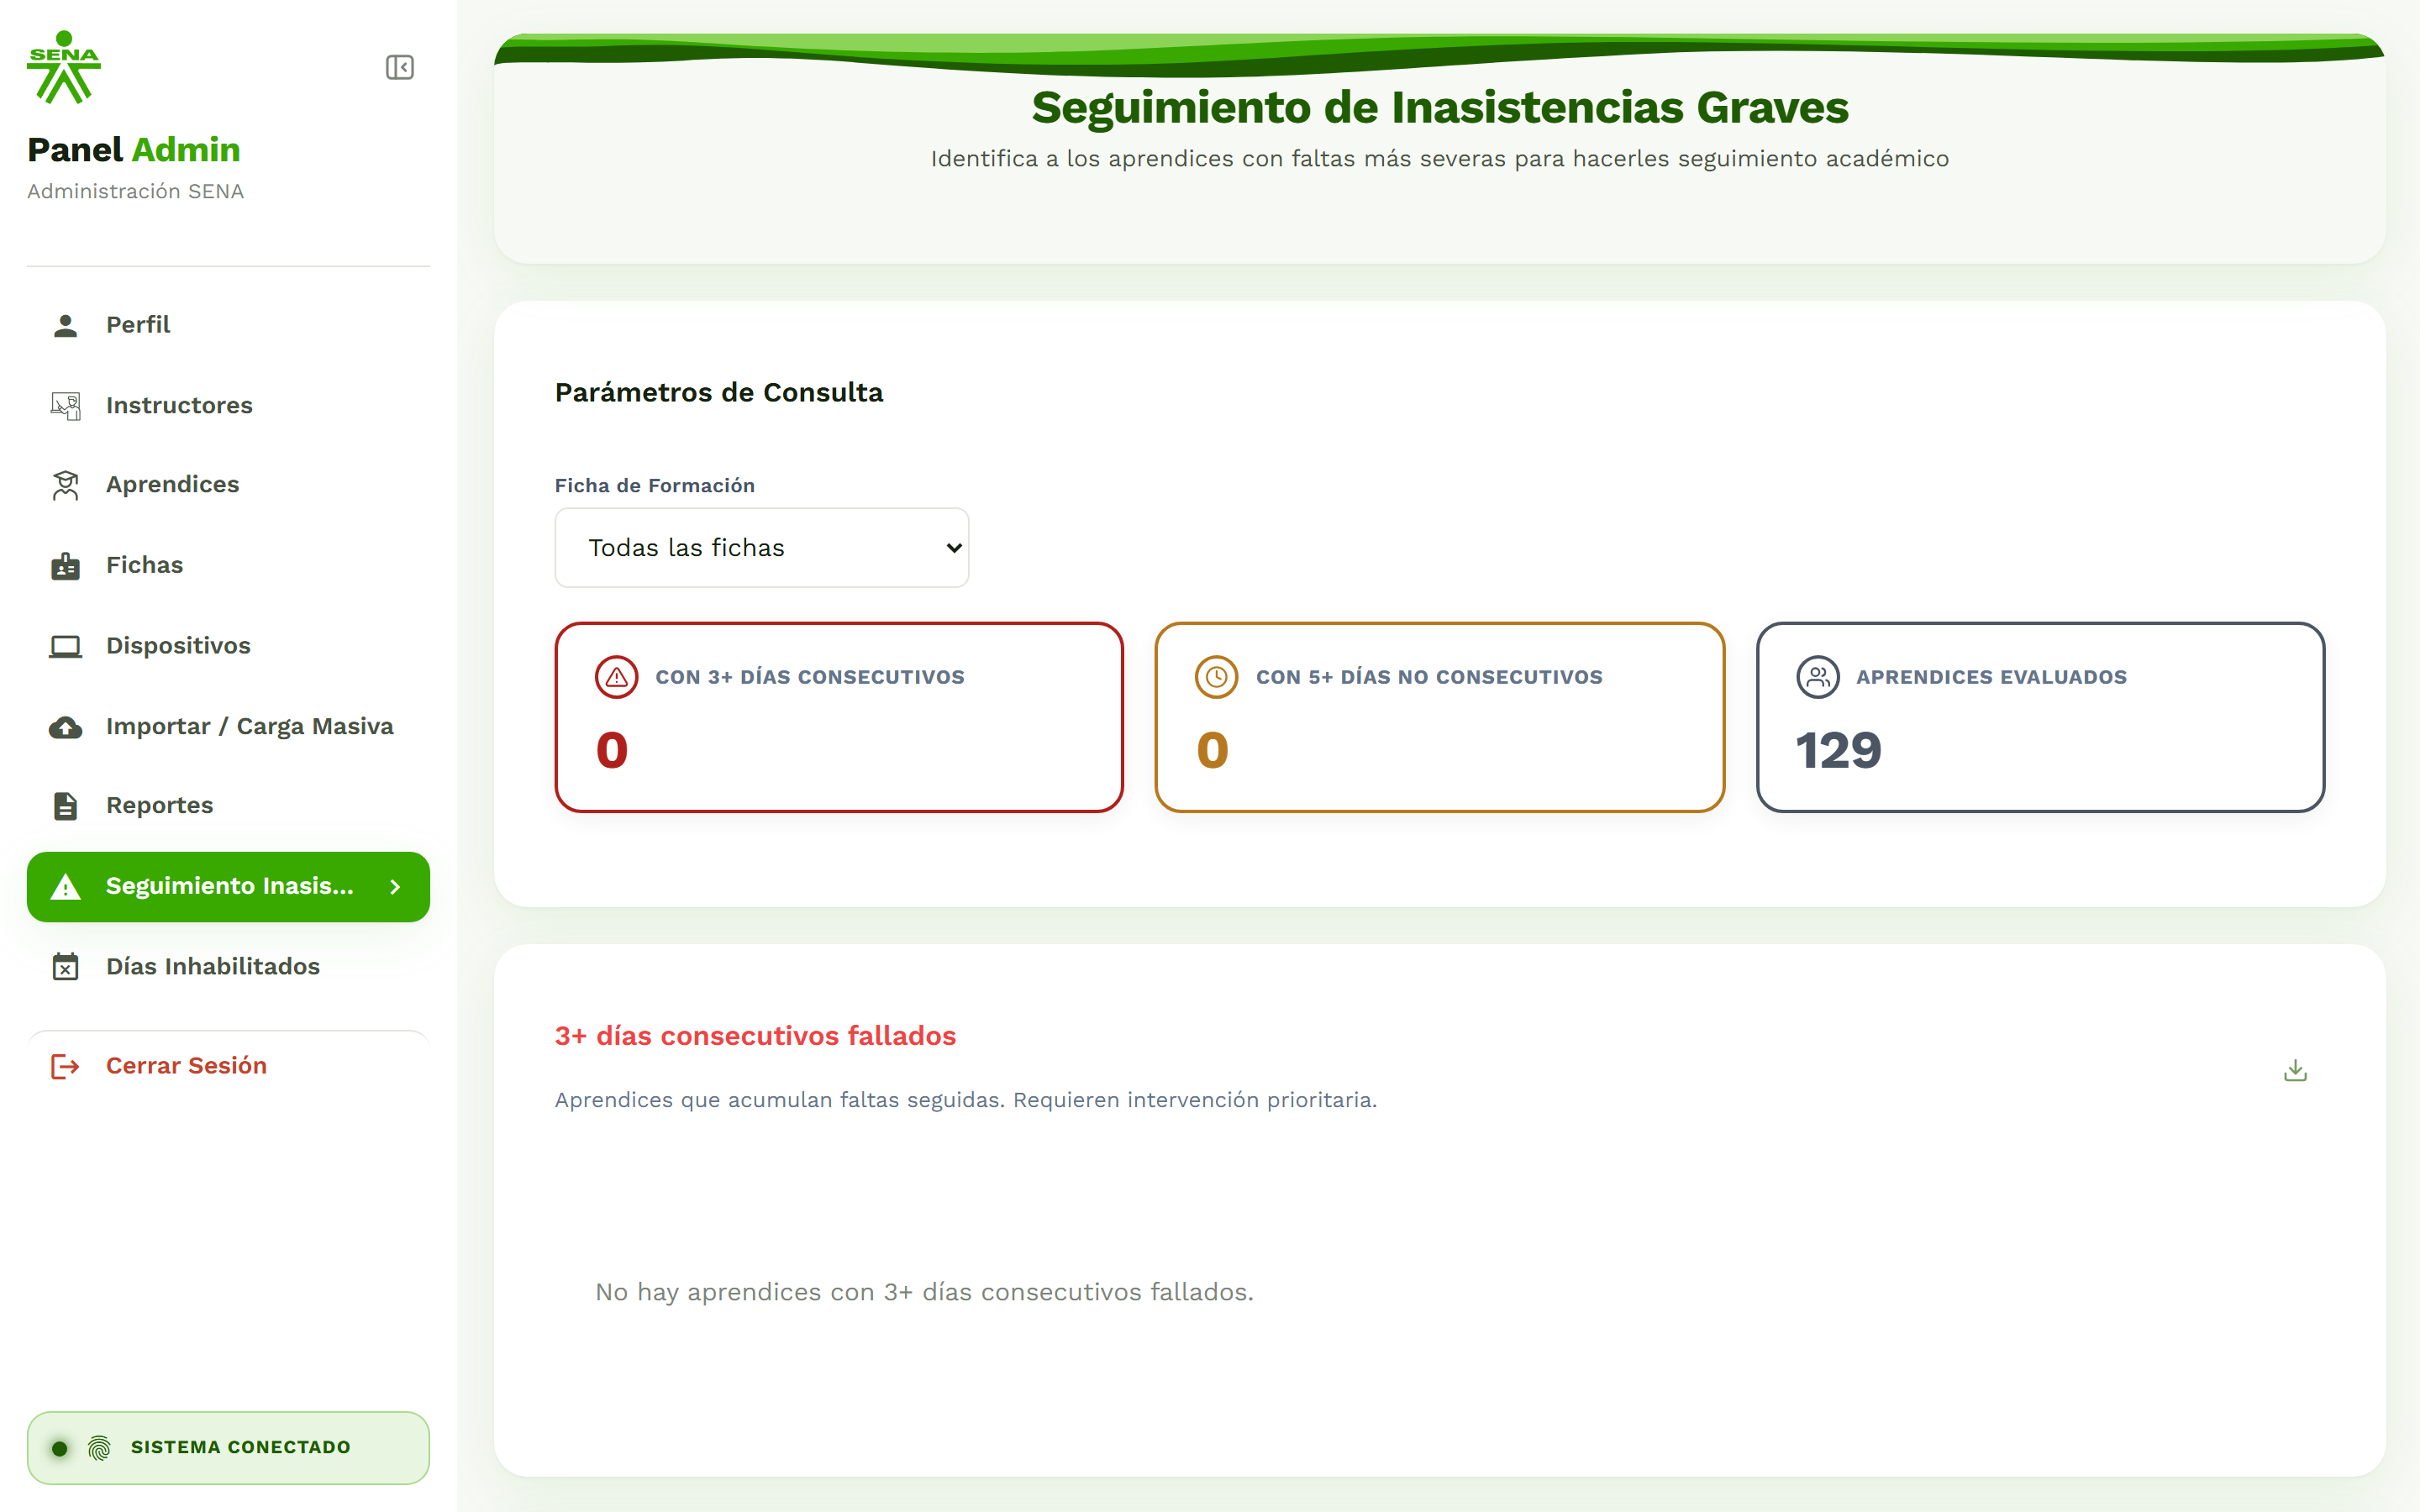 SENA
Panel Admin
Administración SENA
Perfil
Instructores
Aprendices
Fichas
Dispositivos
Importar / Carga Masiva
Reportes
Seguimiento Inasis...
Días Inhabilitados
Cerrar Sesión
SISTEMA CONECTADO
Seguimiento de Inasistencias Graves
Identifica a los aprendices con faltas más severas para hacerles seguimiento académico
Parámetros de Consulta
Ficha de Formación
Todas las fichas
CON 3+ DÍAS CONSECUTIVOS
0
CON 5+ DÍAS NO CONSECUTIVOS
0
APRENDICES EVALUADOS
129
3+ días consecutivos fallados
Aprendices que acumulan faltas seguidas. Requieren intervención prioritaria.
No hay aprendices con 3+ días consecutivos fallados.